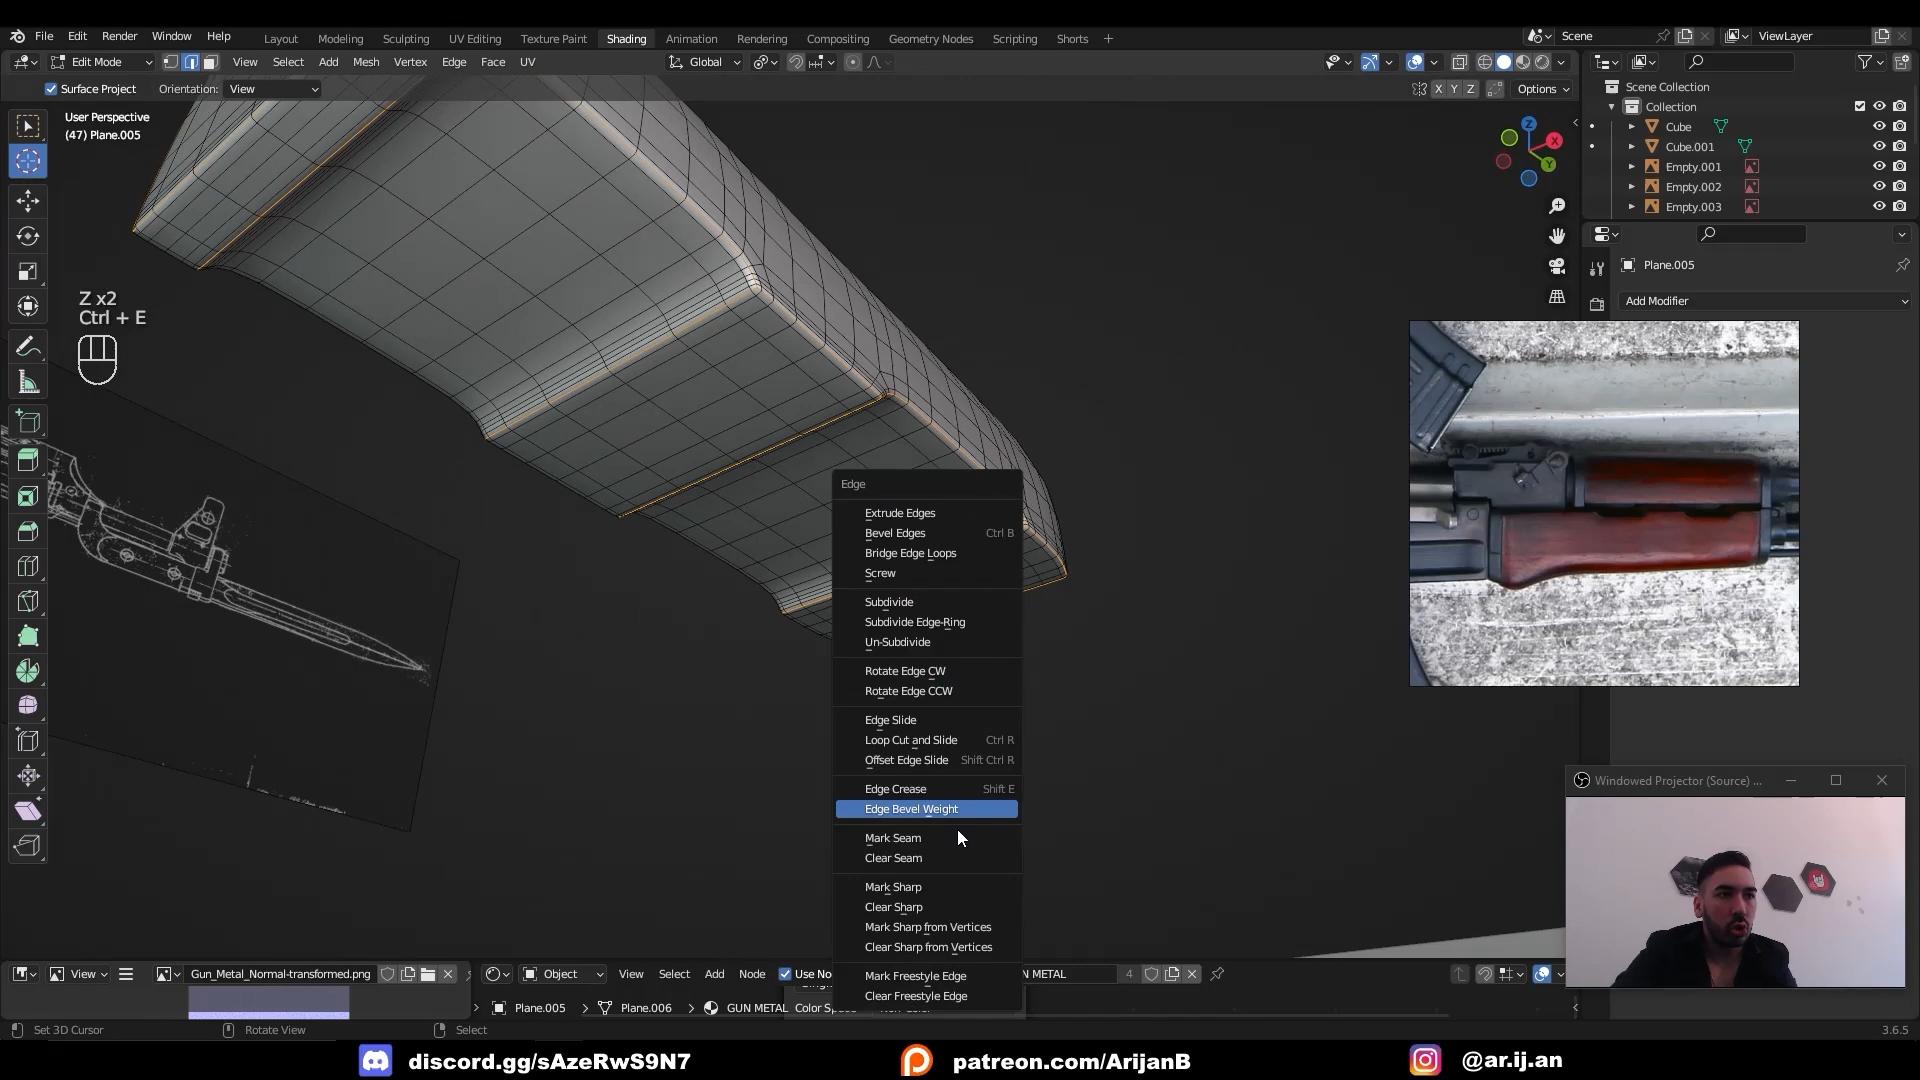 File Edit Render Window Help Layout Modeling Sculpting UV Editing Texture Paint Shading Animation Rendering Compositing Geometry Nodes Scripting Shorts + Scene ViewLayer
Edit Mode View Select Add Mesh Vertex Edge Face UV Global
Surface Project Orientation: View X Y Z Options
User Perspective
(47) Plane.005
Z X Y
Z x2
Ctrl + E
Scene Collection
Collection
Cube
Cube.001
Empty.001
Empty.002
Empty.003
Plane.005
Add Modifier
Edge
Extrude Edges
Bevel Edges Ctrl B
Bridge Edge Loops
Screw
Subdivide
Subdivide Edge-Ring
Un-Subdivide
Rotate Edge CW
Rotate Edge CCW
Edge Slide
Loop Cut and Slide Ctrl R
Offset Edge Slide Shift Ctrl R
Edge Crease Shift E
Edge Bevel Weight
Mark Seam
Clear Seam
Mark Sharp
Clear Sharp
Mark Sharp from Vertices
Clear Sharp from Vertices
Mark Freestyle Edge
Clear Freestyle Edge
Windowed Projector (Source) ...
View Gun_Metal_Normal-transformed.png Object View Select Add Node Use No N METAL 4
Plane.005 Plane.006 GUN METAL Color
Set 3D Cursor Rotate View Select 3.6.5
discord.gg/sAzeRwS9N7 patreon.com/ArijanB @ar.ij.an